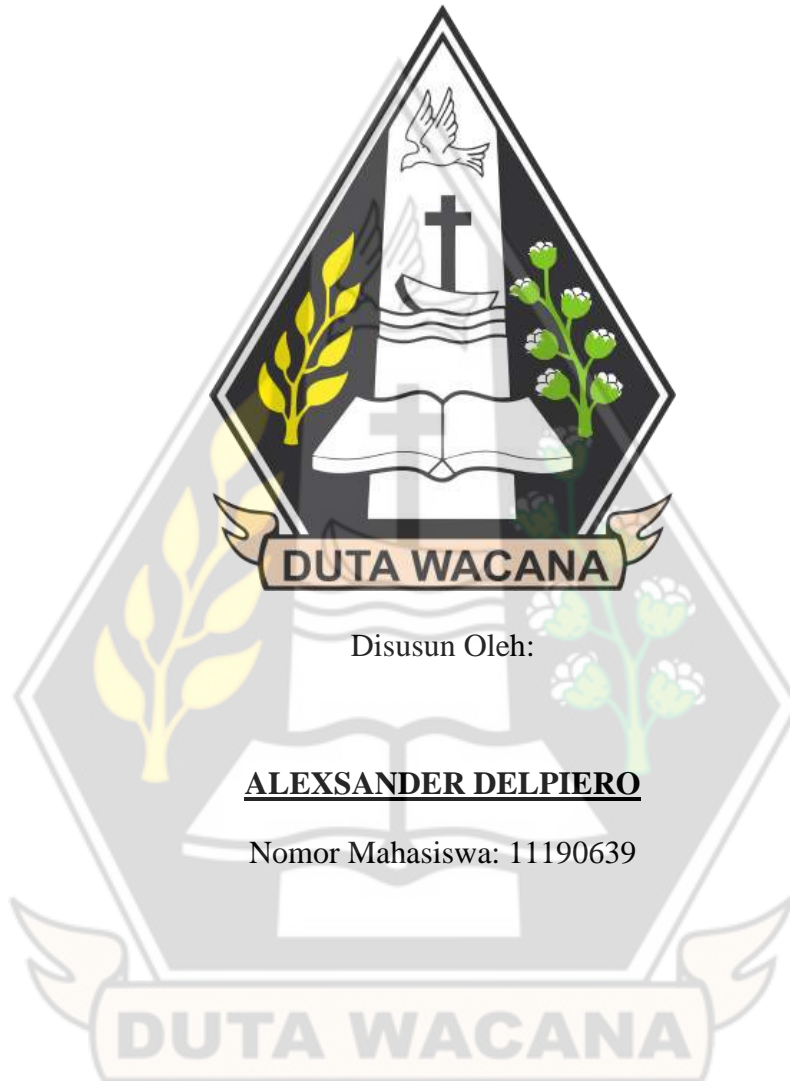 DUTA WACANA
Disusun Oleh:
ALEXSANDER DELPIERO
Nomor Mahasiswa: 11190639
DUTA WACANA